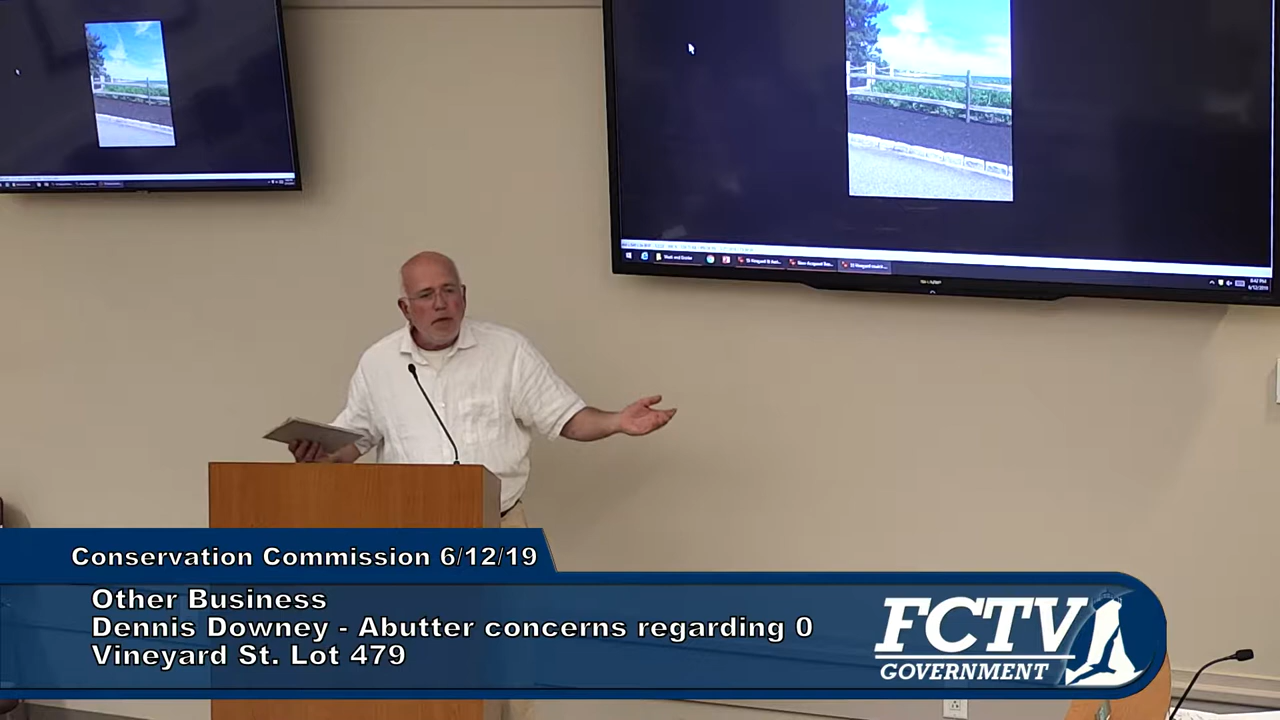 Conservation Commission 6/12/19
Other Business
Dennis Downey - Abutter concerns regarding 0
Vineyard St. Lot 479
FCTV
GOVERNMENT